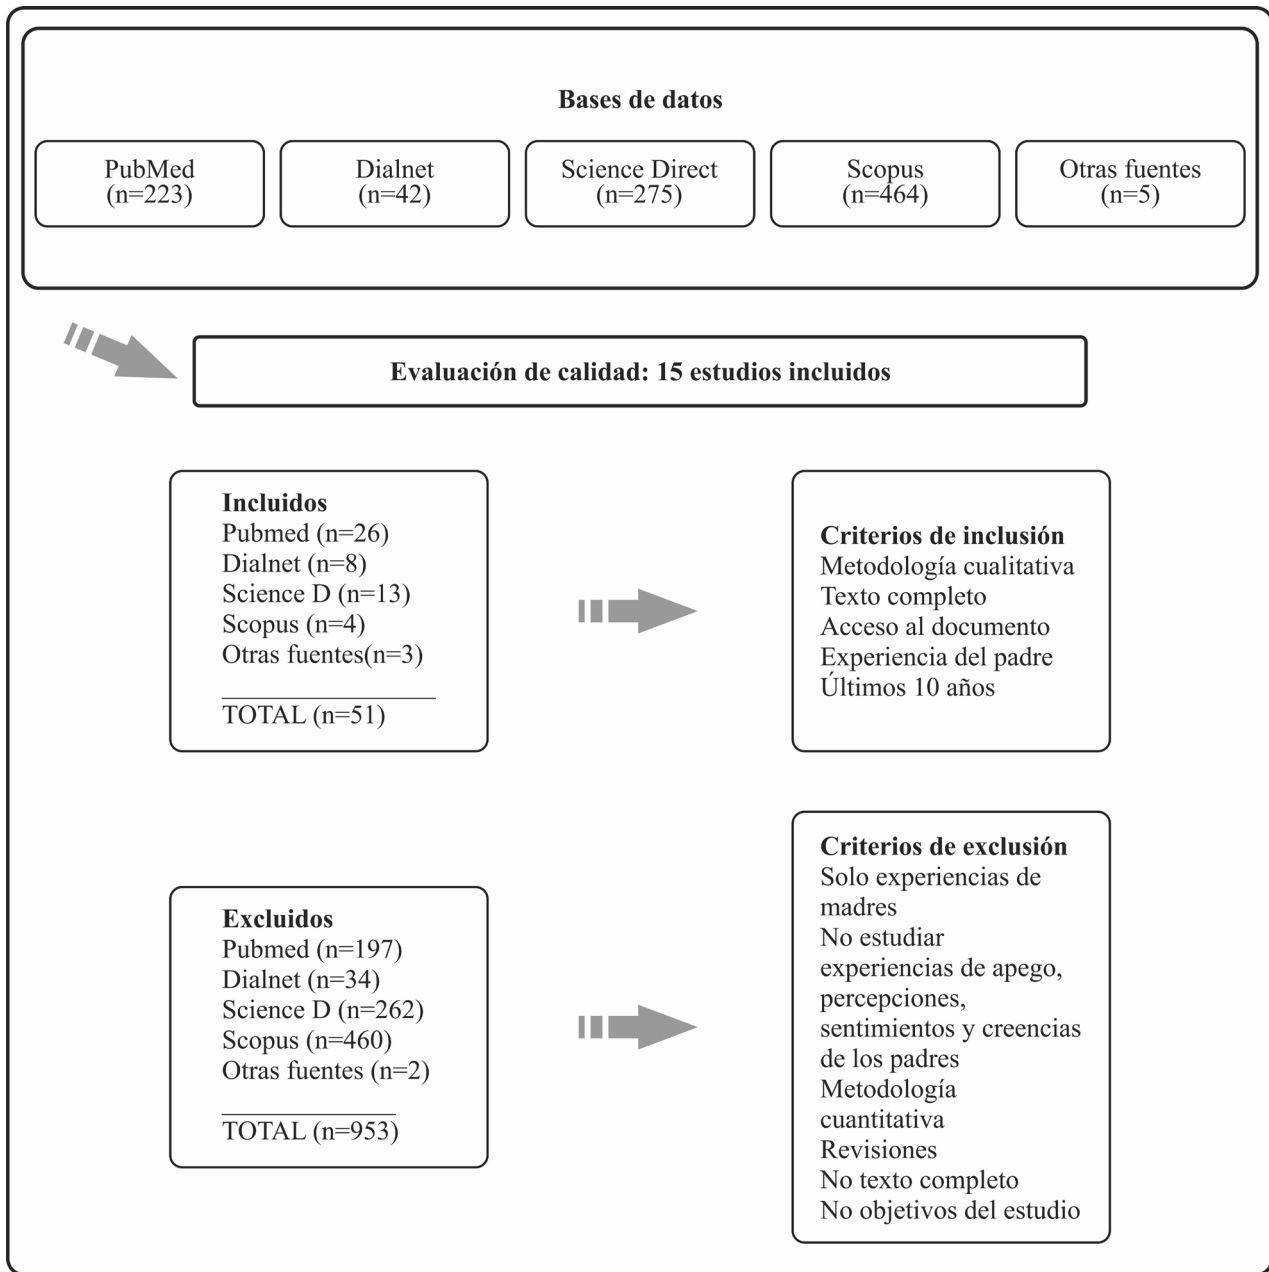 Bases de datos
PubMed
(n=223)
Dialnet
(n=42)
Science Direct
(n=275)
Scopus
(n=464)
Otras fuentes
(n=5)
Evaluación de calidad: 15 estudios incluidos
Incluidos
Pubmed (n=26)
Dialnet (n=8)
Science D (n=13)
Scopus (n=4)
Otras fuentes(n=3)
TOTAL (n=51)
Criterios de inclusión
Metodología cualitativa
Texto completo
Acceso al documento
Experiencia del padre
Últimos 10 años
Excluidos
Pubmed (n=197)
Dialnet (n=34)
Science D (n=262)
Scopus (n=460)
Otras fuentes (n=2)
TOTAL (n=953)
Criterios de exclusión
Solo experiencias de
madres
No estudiar
experiencias de apego,
percepciones,
sentimientos y creencias
de los padres
Metodología
cuantitativa
Revisiones
No texto completo
No objetivos del estudio